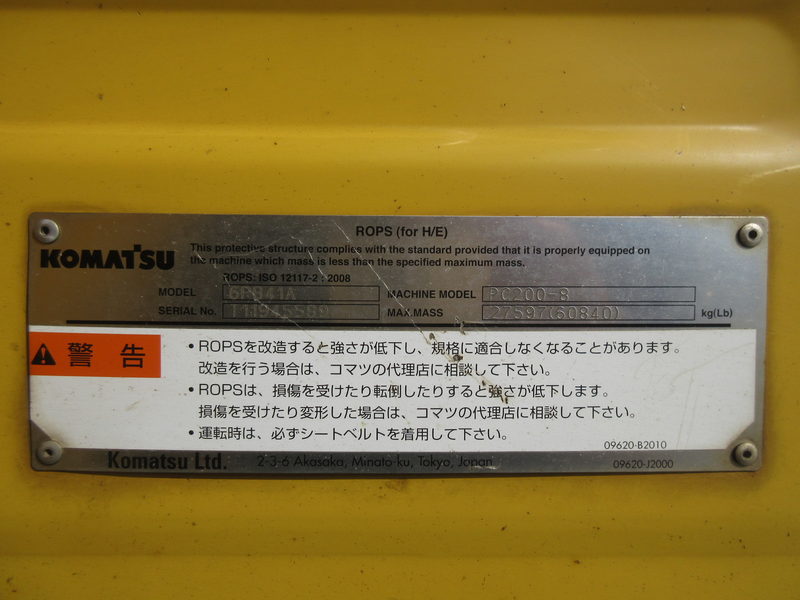 ROPS (for H/E)
KOMATSU
This protective structure complies with the standard provided that it is properly equipped on
the machine which mass is less than the specified maximum mass.
ROPS: ISO 12117-2 : 2008
MODEL MACHINE MODEL PC200-8
SERIAL No. MAX.MASS 27597(60840) kg(Lb)
警告
・ROPSを改造すると強さが低下し、規格に適合しなくなることがあります。
改造を行う場合は、コマツの代理店に相談して下さい。
・ROPSは、損傷を受けたり転倒したりすると強さが低下します。
損傷を受けたり変形した場合は、コマツの代理店に相談して下さい。
・運転時は、必ずシートベルトを着用して下さい。
09620-B2010
Komatsu Ltd. 2-3-6 Akasaka, Minato-ku, Tokyo, Japan
09620-J2000